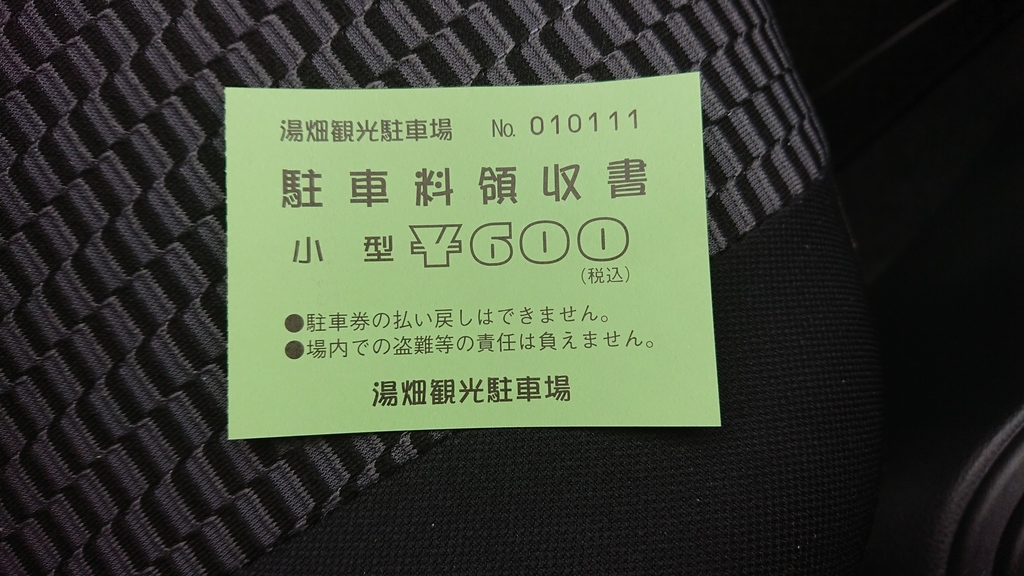 湯畑観光駐車場 No. 010111
駐車料領収書
小型 ¥600
(税込)
●駐車券の払い戻しはできません。
●場内での盗難等の責任は負えません。
湯畑観光駐車場